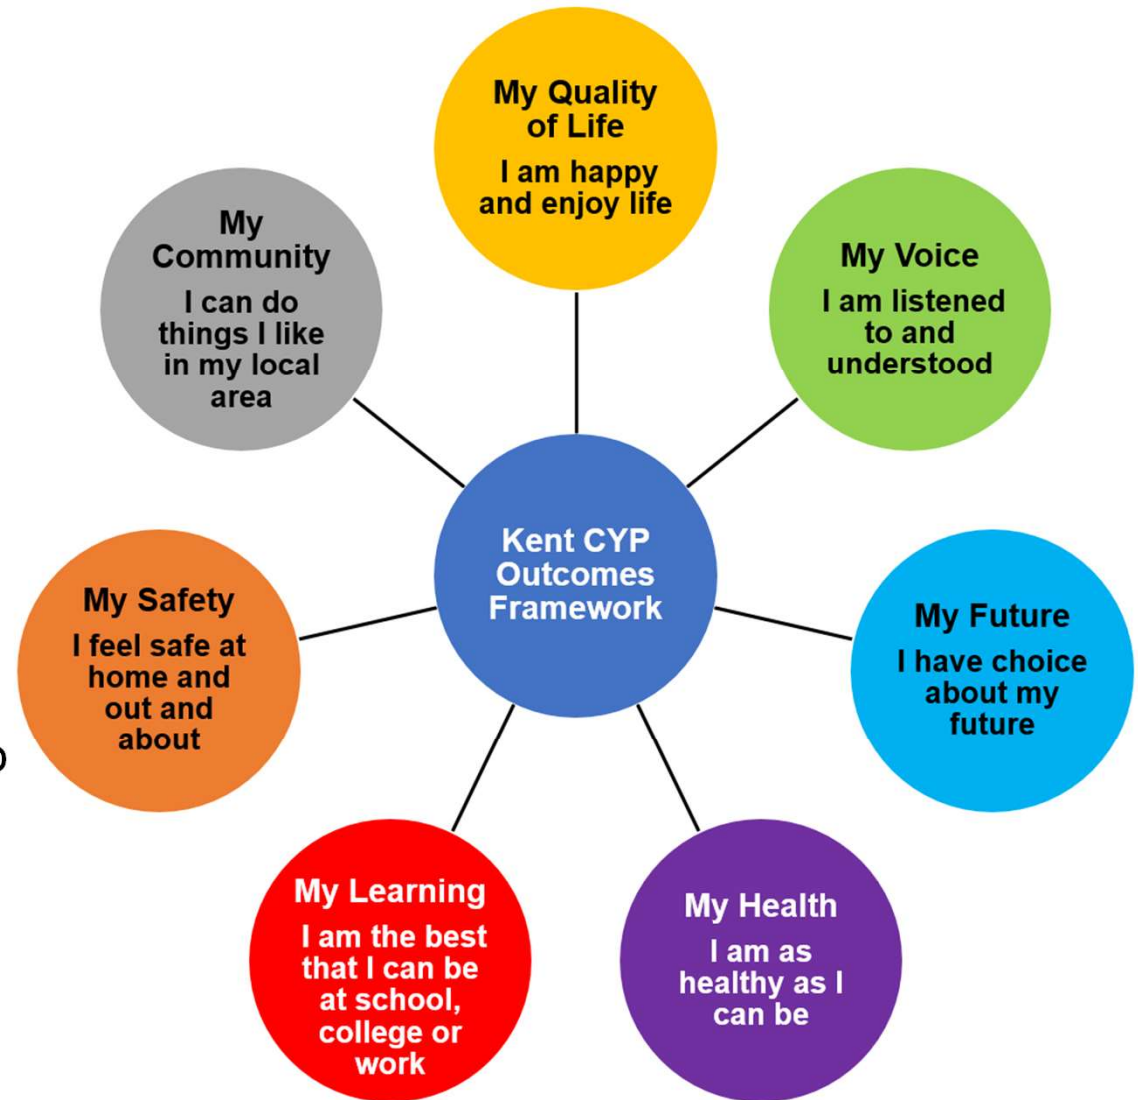 My Quality
of Life
I am happy
and enjoy life
My Voice
I am listened
to and
understood
My Future
I have choice
about my
future
My Health
I am as
healthy as I
can be
My Learning
I am the best
that I can be
at school,
college or
work
My Safety
I feel safe at
home and
out and
about
My
Community
I can do
things I like
in my local
area
Kent CYP
Outcomes
Framework